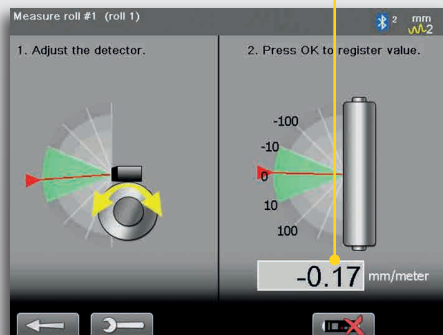 Measure roll #1 (roll 1)
2
mm
2
1. Adjust the detector.
2. Press OK to register value.
-100
-10
0
10
100
-0.17 mm/meter